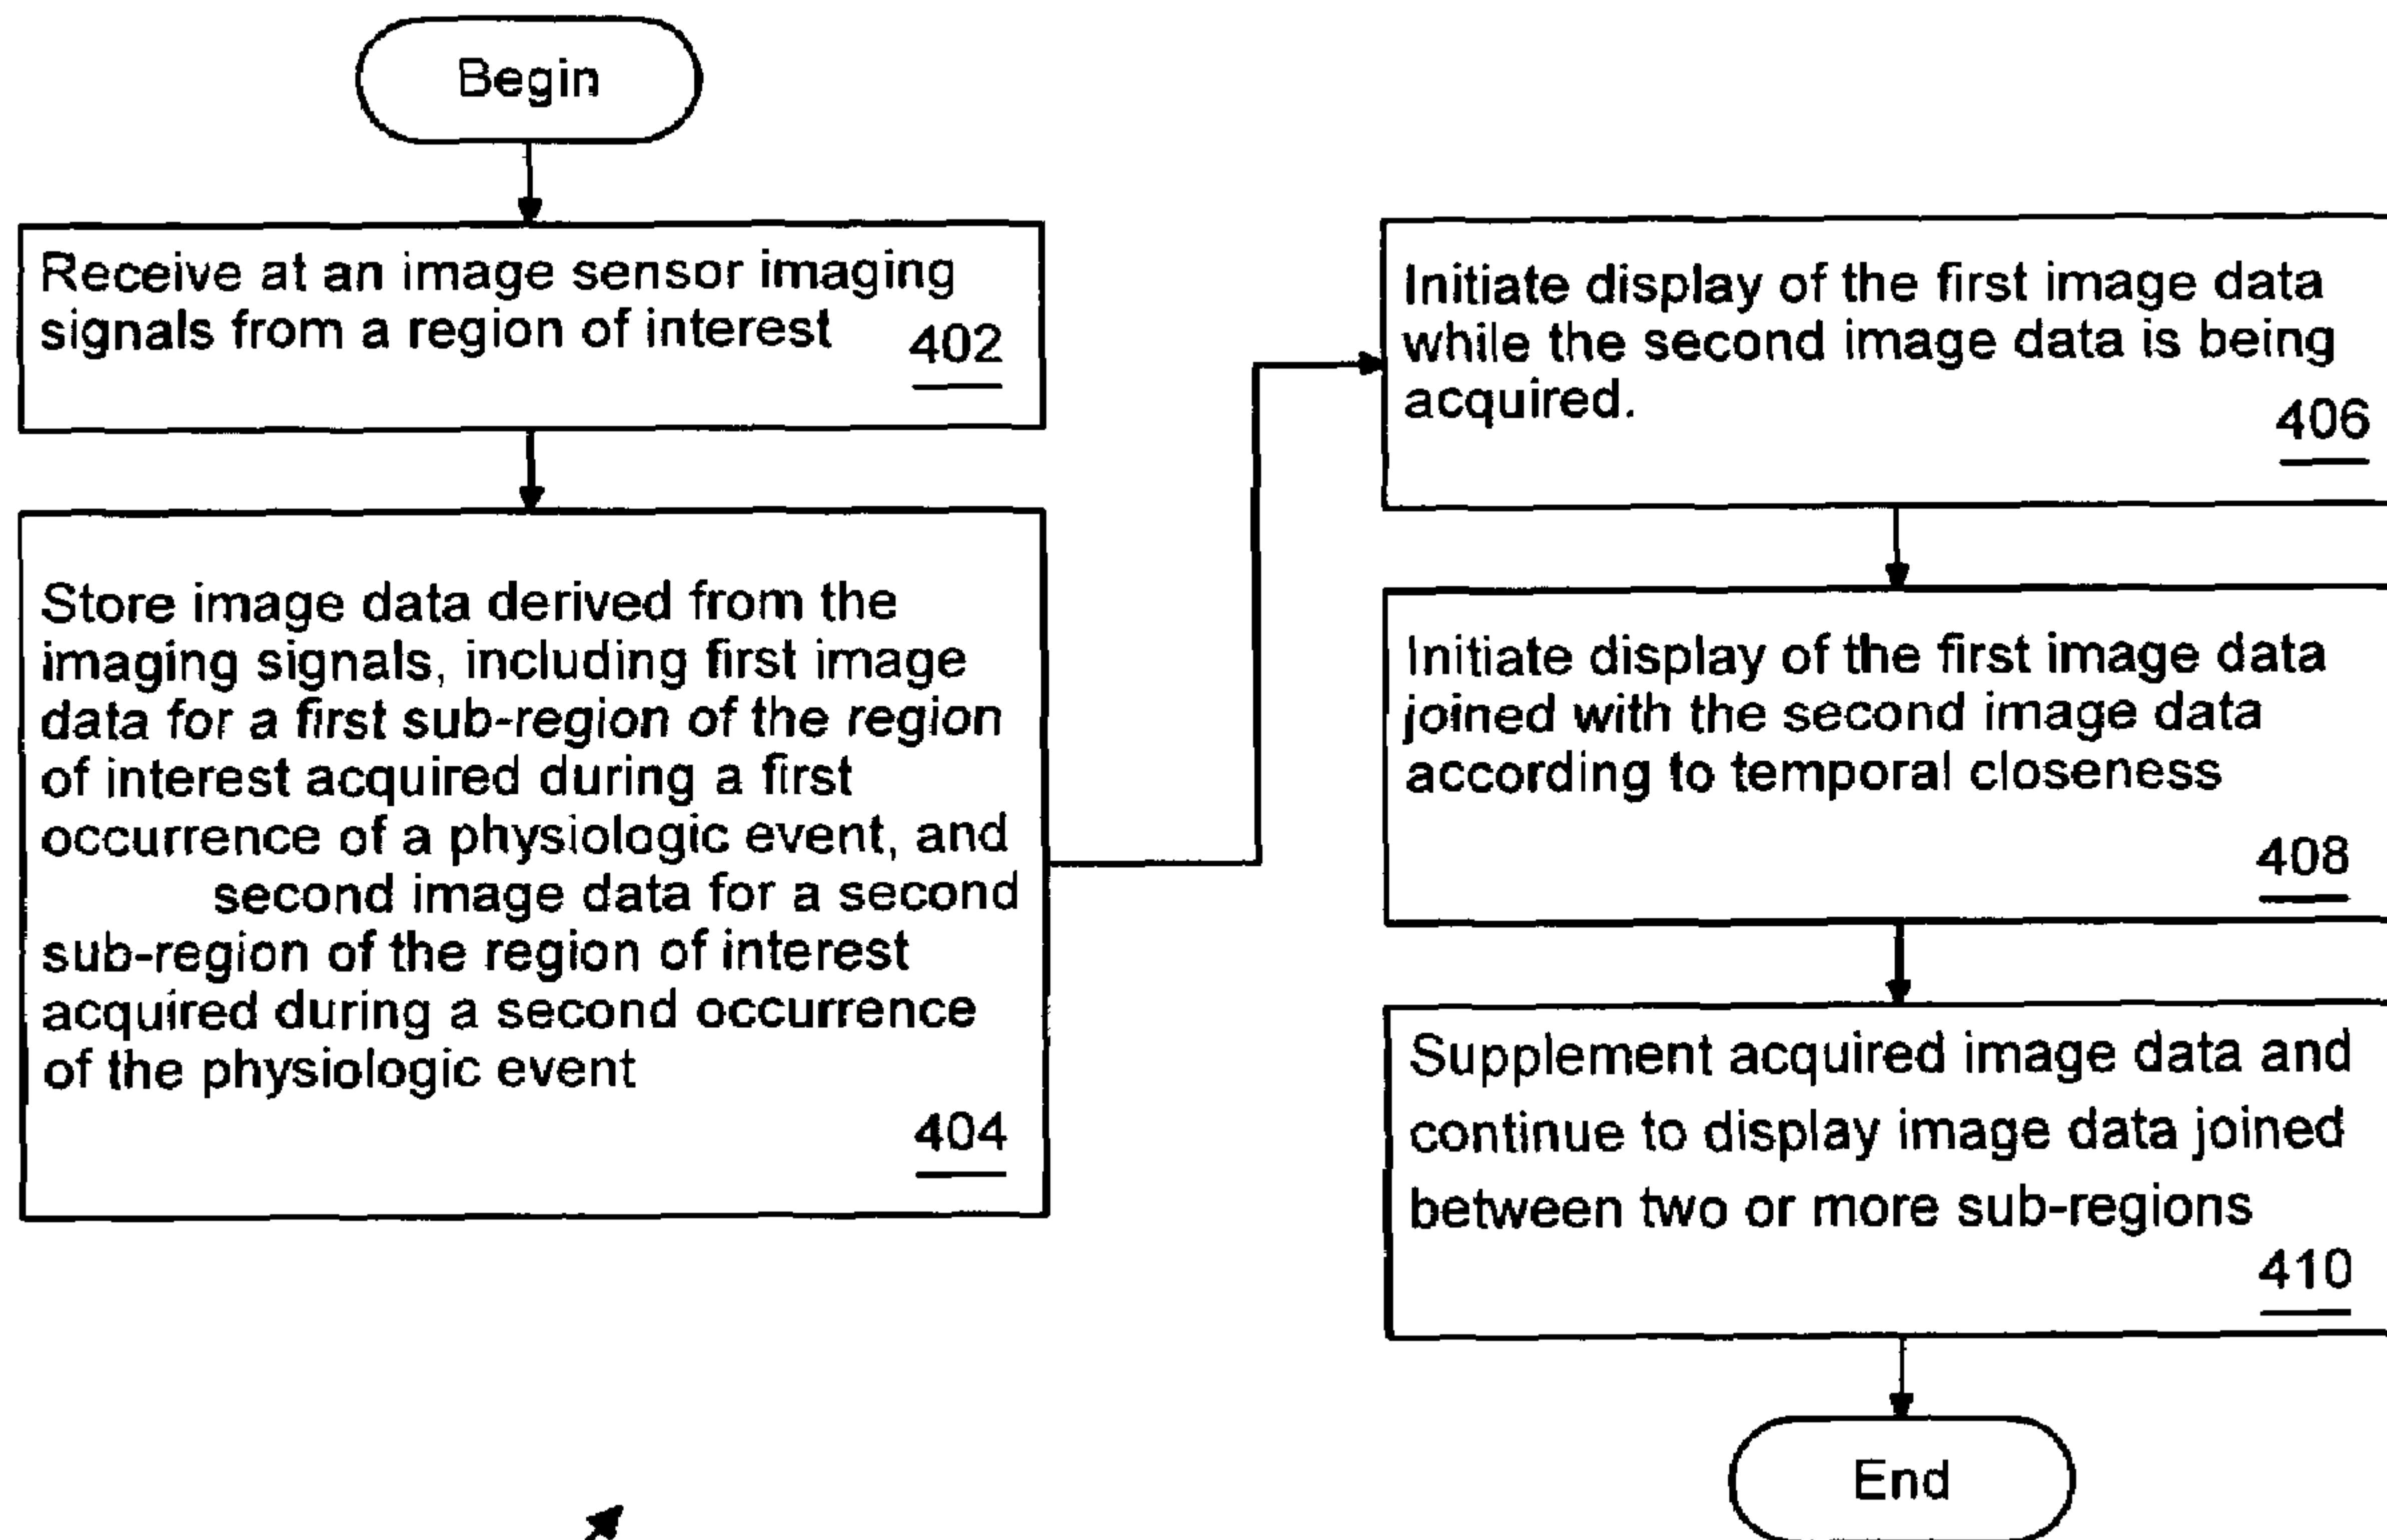 Begin
Receive at an image sensor imaging
signals from a region of interest
402
Store image data derived from the
imaging signals, including first image
data for a first sub-region of the region
of interest acquired during a first
occurrence of a physiologic event, and
second image data for a second
sub-region of the region of interest
acquired during a second occurrence
of the physiologic event
404
Initiate display of the first image data
while the second image data is being
acquired.
406
Initiate display of the first image data
joined with the second image data
according to temporal closeness
408
Supplement acquired image data and
continue to display image data joined
between two or more sub-regions
410
End